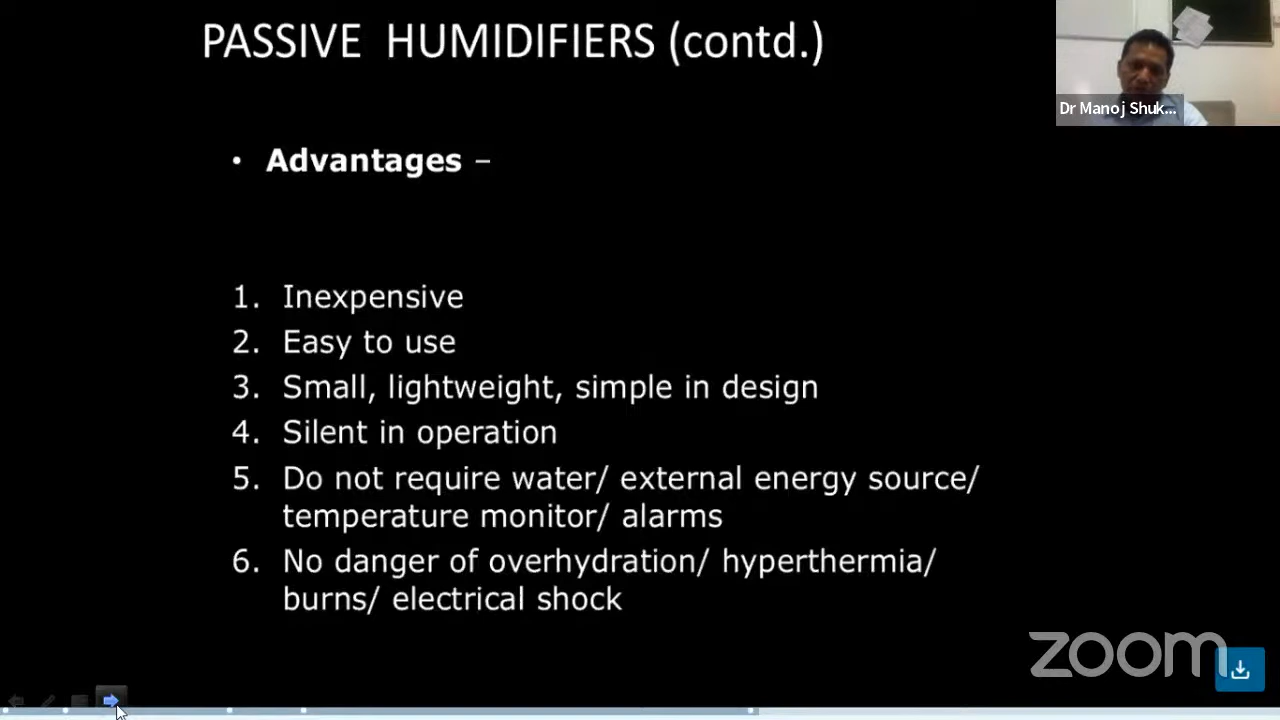 PASSIVE HUMIDIFIERS (contd.)
Dr Manoj Shuk...
• Advantages –
1. Inexpensive
2. Easy to use
3. Small, lightweight, simple in design
4. Silent in operation
5. Do not require water/ external energy source/
temperature monitor/ alarms
6. No danger of overhydration/ hyperthermia/
burns/ electrical shock
zoom